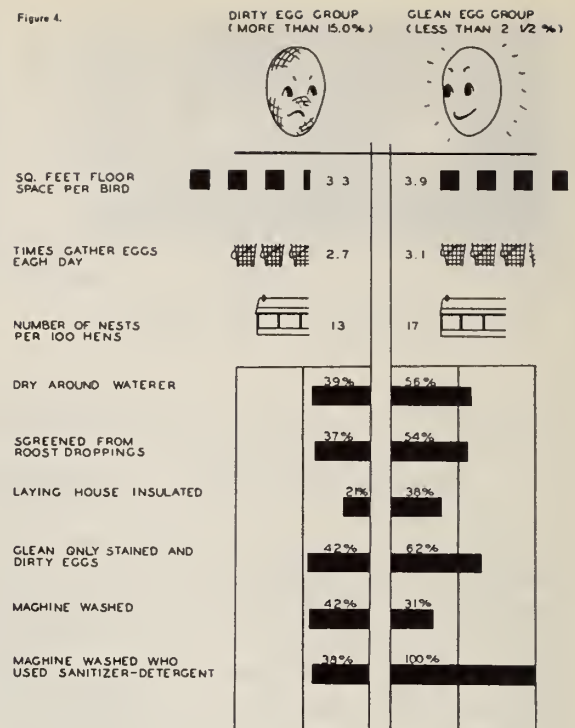 Figure 4.
DIRTY EGG GROUP
(MORE THAN 15.0%)
CLEAN EGG GROUP
(LESS THAN 2 1/2 %)
SQ. FEET FLOOR
SPACE PER BIRD
3.3
3.9
TIMES GATHER EGGS
EACH DAY
2.7
3.1
NUMBER OF NESTS
PER 100 HENS
13
17
DRY AROUND WATERER
39%
56%
SCREENED FROM
ROOST DROPPINGS
37%
54%
LAYING HOUSE INSULATED
21%
38%
CLEAN ONLY STAINED AND
DIRTY EGGS
42%
62%
MACHINE WASHED
42%
31%
MACHINE WASHED WHO
USED SANITIZER-DETERGENT
38%
100%